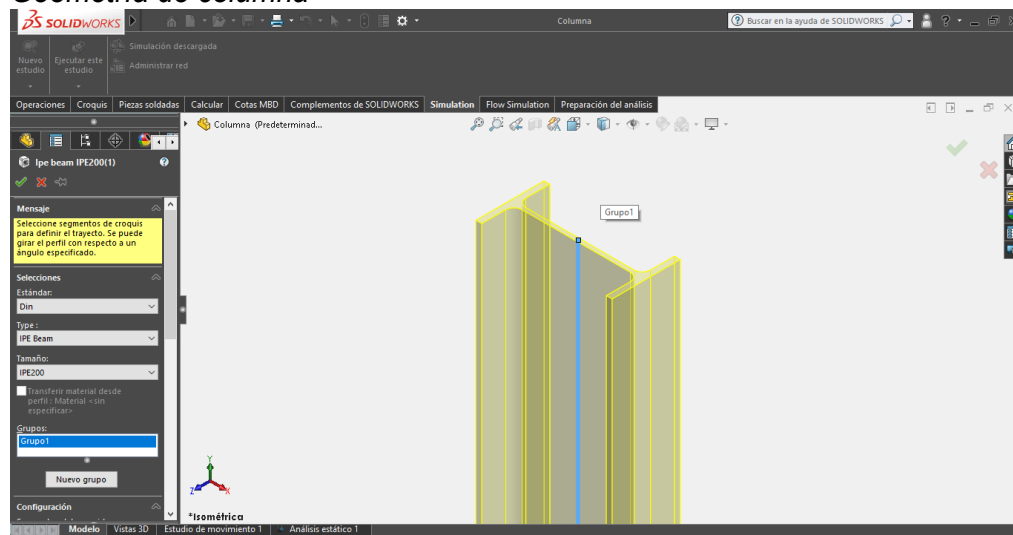 Geometría de columna
SOLIDWORKS
Columna
Buscar en la ayuda de SOLIDWORKS
Nuevo estudio
Ejecutar este estudio
Simulación descargada
Administrar red
Operaciones Croquis Piezas soldadas Calcular Cotas MBD Complementos de SOLIDWORKS Simulation Flow Simulation Preparación del análisis
Columna (Predeterminad...
Ipe beam IPE200(1)
Mensaje
Seleccione segmentos de croquis
para definir el trayecto. Se puede
girar el perfil con respecto a un
ángulo especificado.
Selecciones
Estándar:
Din
Type :
IPE Beam
Tamaño:
IPE200
Transferir material desde
perfil : Material <sin
especificar>
Grupos:
Grupo1
Nuevo grupo
Configuración
Grupo1
Y
Z
X
*Isométrica
Modelo Vistas 3D Estudio de movimiento 1 Análisis estático 1